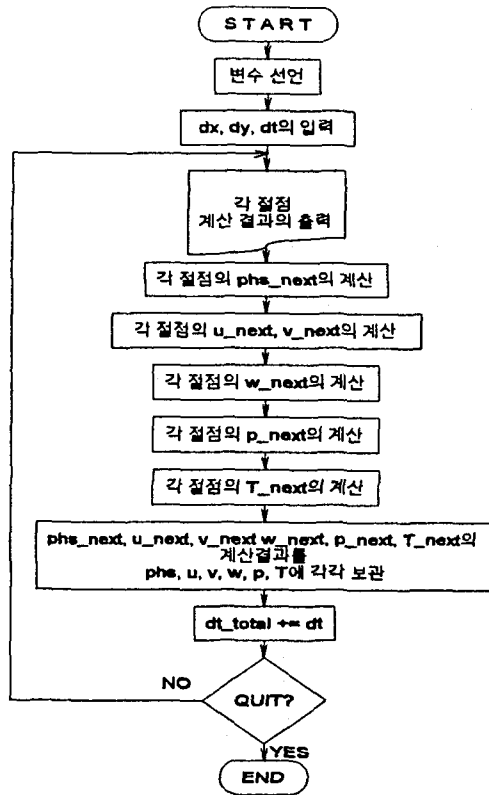 START
변수 선언
dx, dy, dt의 입력
각 절점
계산 결과의 출력
각 절점의 phs_next의 계산
각 절점의 u_next, v_next의 계산
각 절점의 w_next의 계산
각 절점의 p_next의 계산
각 절점의 T_next의 계산
phs_next, u_next, v_next w_next, p_next, T_next의
계산결과를
phs, u, v, w, p, T에 각각 보관
dt_total += dt
NO
QUIT?
YES
END